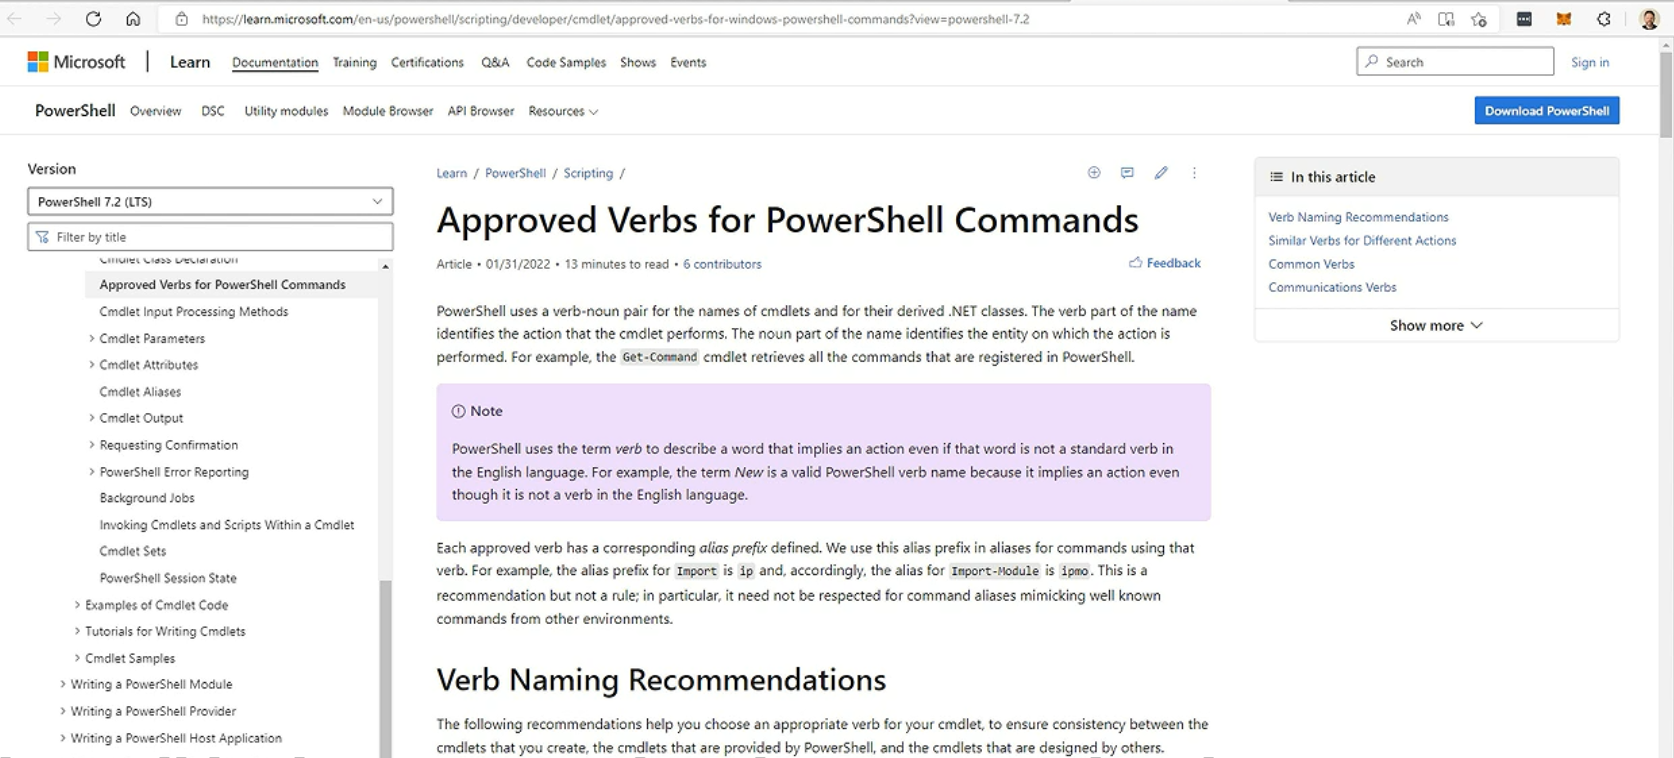 https://learn.microsoft.com/en-us/powershell/scripting/developer/cmdlet/approved-verbs-for-windows-powershell-commands?view=powershell-7.2
Microsoft Learn Documentation Training Certifications Q&A Code Samples Shows Events Search Sign in
PowerShell Overview DSC Utility modules Module Browser API Browser Resources Download PowerShell
Version
PowerShell 7.2 (LTS)
Filter by title
Cmdlet Class Declaration
Approved Verbs for PowerShell Commands
Cmdlet Input Processing Methods
Cmdlet Parameters
Cmdlet Attributes
Cmdlet Aliases
Cmdlet Output
Requesting Confirmation
PowerShell Error Reporting
Background Jobs
Invoking Cmdlets and Scripts Within a Cmdlet
Cmdlet Sets
PowerShell Session State
Examples of Cmdlet Code
Tutorials for Writing Cmdlets
Cmdlet Samples
Writing a PowerShell Module
Writing a PowerShell Provider
Writing a PowerShell Host Application
Learn / PowerShell / Scripting /
Approved Verbs for PowerShell Commands
Article • 01/31/2022 • 13 minutes to read • 6 contributors
Feedback
PowerShell uses a verb-noun pair for the names of cmdlets and for their derived .NET classes. The verb part of the name
identifies the action that the cmdlet performs. The noun part of the name identifies the entity on which the action is
performed. For example, the Get-Command cmdlet retrieves all the commands that are registered in PowerShell.
Note
PowerShell uses the term verb to describe a word that implies an action even if that word is not a standard verb in
the English language. For example, the term New is a valid PowerShell verb name because it implies an action even
though it is not a verb in the English language.
Each approved verb has a corresponding alias prefix defined. We use this alias prefix in aliases for commands using that
verb. For example, the alias prefix for Import is ip and, accordingly, the alias for Import-Module is ipmo. This is a
recommendation but not a rule; in particular, it need not be respected for command aliases mimicking well known
commands from other environments.
Verb Naming Recommendations
The following recommendations help you choose an appropriate verb for your cmdlet, to ensure consistency between the
cmdlets that you create, the cmdlets that are provided by PowerShell, and the cmdlets that are designed by others.
In this article
Verb Naming Recommendations
Similar Verbs for Different Actions
Common Verbs
Communications Verbs
Show more